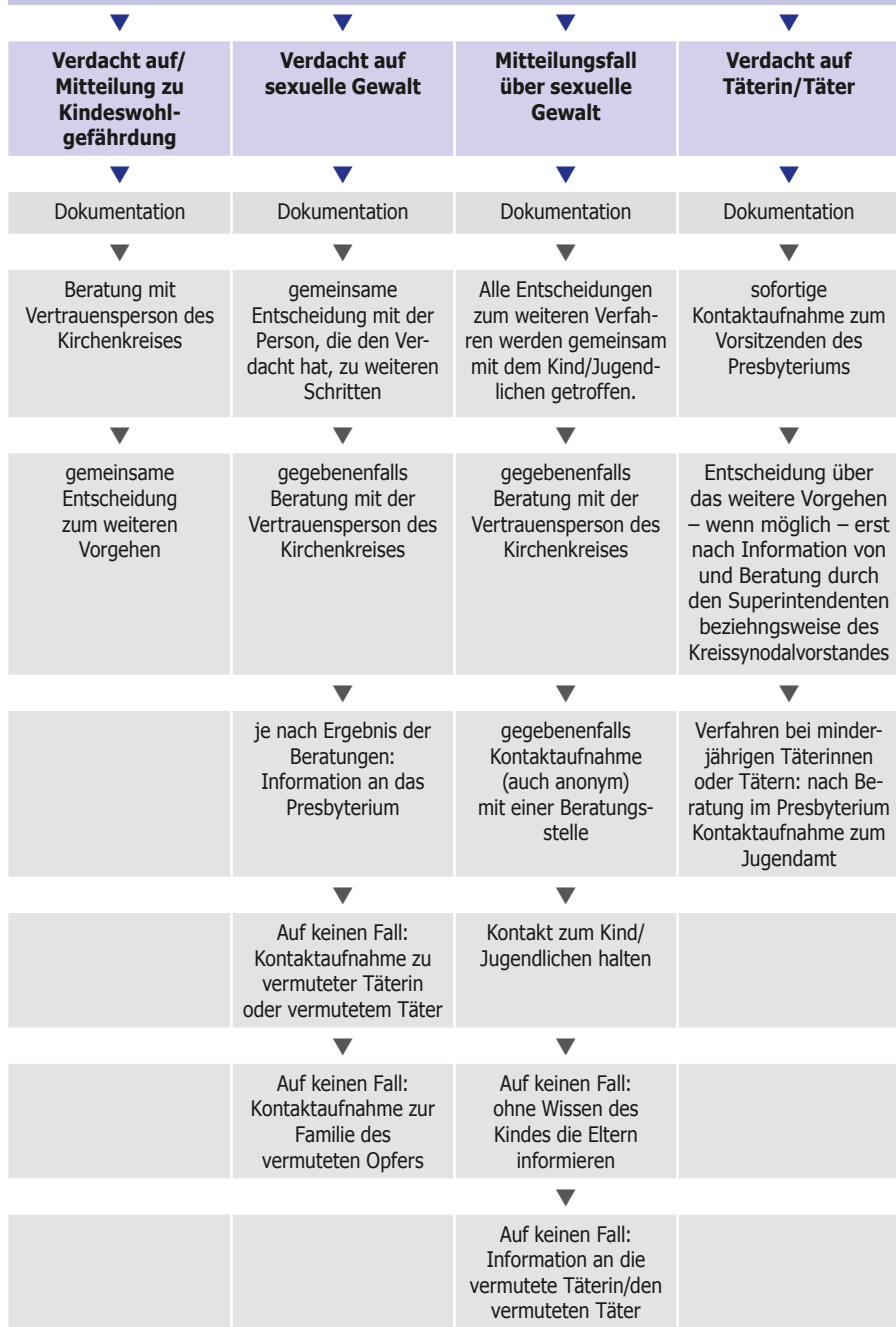 Verdacht auf/
Mitteilung zu
Kindeswohl-
gefährdung
Verdacht auf
sexuelle Gewalt
Mitteilungsfall
über sexuelle
Gewalt
Verdacht auf
Täterin/Täter
Dokumentation
Dokumentation
Dokumentation
Dokumentation
Beratung mit
Vertrauensperson des
Kirchenkreises
gemeinsame
Entscheidung mit der
Person, die den Ver-
dacht hat, zu weiteren
Schritten
Alle Entscheidungen
zum weiteren Verfah-
ren werden gemeinsam
mit dem Kind/Jugend-
lichen getroffen.
sofortige
Kontaktaufnahme zum
Vorsitzenden des
Presbyteriums
gemeinsame
Entscheidung
zum weiteren
Vorgehen
gegebenenfalls
Beratung mit der
Vertrauensperson des
Kirchenkreises
gegebenenfalls
Beratung mit der
Vertrauensperson des
Kirchenkreises
Entscheidung über
das weitere Vorgehen
– wenn möglich – erst
nach Information von
und Beratung durch
den Superintendenten
beziehngsweise des
Kreissynodalvorstandes
je nach Ergebnis der
Beratungen:
Information an das
Presbyterium
gegebenenfalls
Kontaktaufnahme
(auch anonym)
mit einer Beratungs-
stelle
Verfahren bei minder-
jährigen Täterinnen
oder Tätern: nach Be-
ratung im Presbyterium
Kontaktaufnahme zum
Jugendamt
Auf keinen Fall:
Kontaktaufnahme zu
vermuteter Täterin
oder vermutetem Täter
Kontakt zum Kind/
Jugendlichen halten
Auf keinen Fall:
Kontaktaufnahme zur
Familie des
vermuteten Opfers
Auf keinen Fall:
ohne Wissen des
Kindes die Eltern
informieren
Auf keinen Fall:
Information an die
vermutete Täterin/den
vermuteten Täter